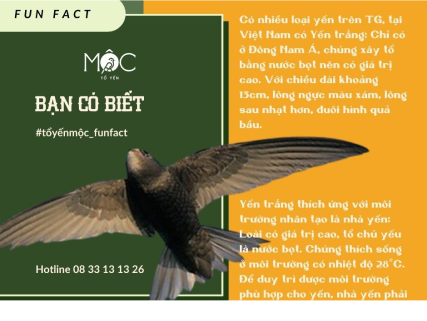 FUN FACT
MỘC
TỔ YẾN
BẠN CÓ BIẾT
#tổyếnmộc_funfact
Hotline 08 33 13 13 26
Có nhiều loại yến trên TG, tại
Việt Nam có Yến trắng: Chỉ có
ở Đông Nam Á, chúng xây tổ
bằng nước bọt nên có giá trị
cao. Với chiều dài khoảng
13cm, lông ngực màu xám, lông
sau nhạt hơn, đuôi hình quả
bầu.
Yến trắng thích ứng với môi
trường nhân tạo là nhà yến:
Loài có giá trị cao, tổ chủ yếu
là nước bọt. Chúng thích sống
ở môi trường có nhiệt độ 28°C.
Để duy trì được môi trường
phù hợp cho yến, nhà yến phải